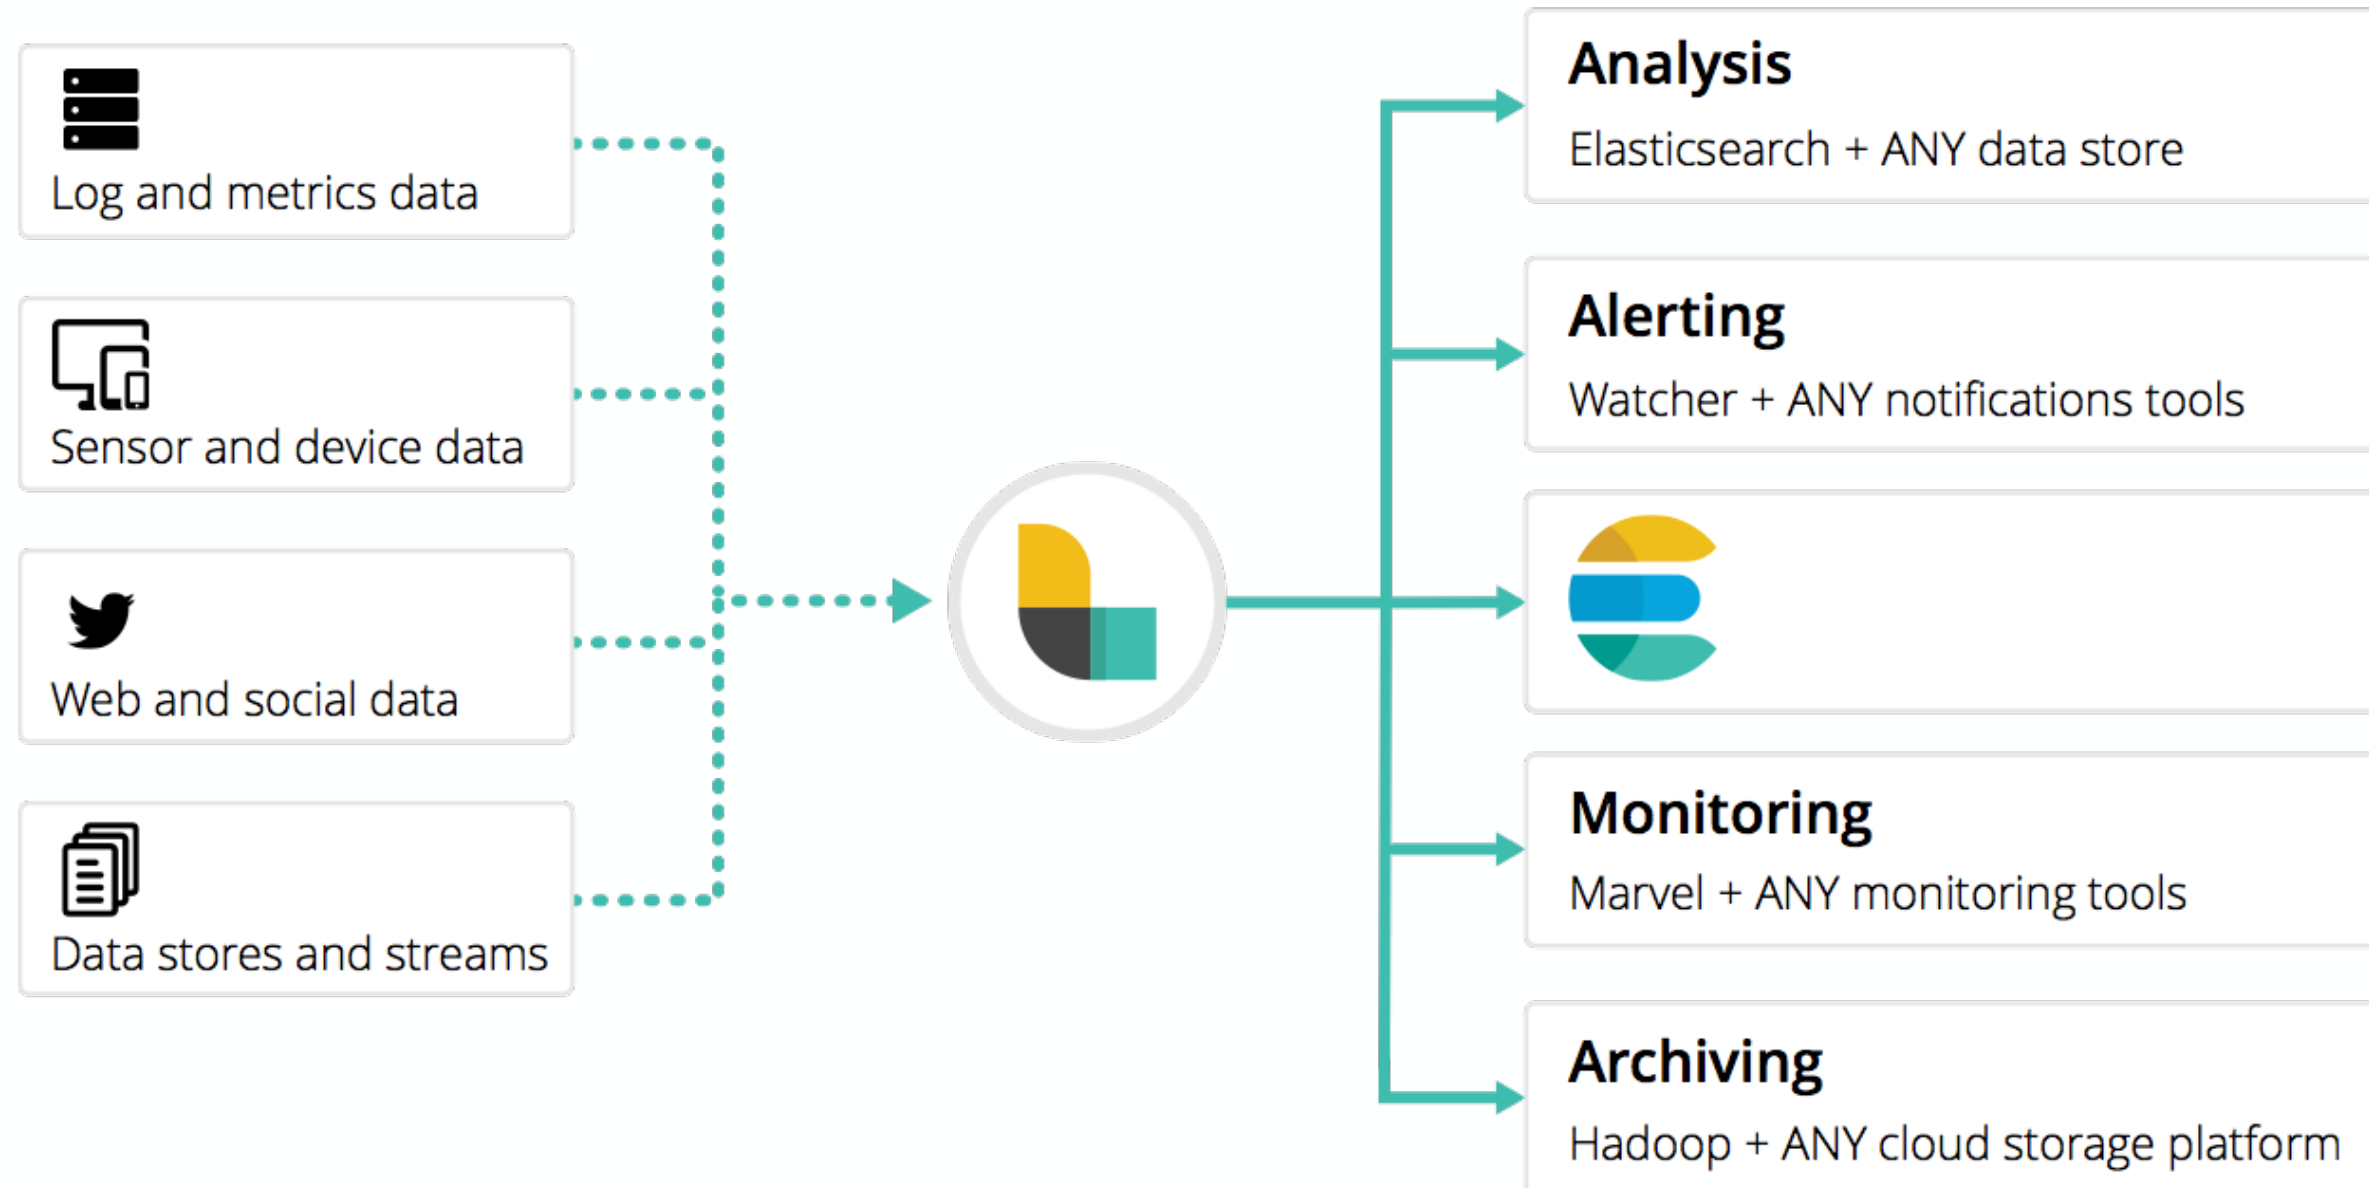 Log and metrics data
Sensor and device data
Web and social data
Data stores and streams
Analysis
Elasticsearch + ANY data store
Alerting
Watcher + ANY notifications tools
Monitoring
Marvel + ANY monitoring tools
Archiving
Hadoop + ANY cloud storage platform